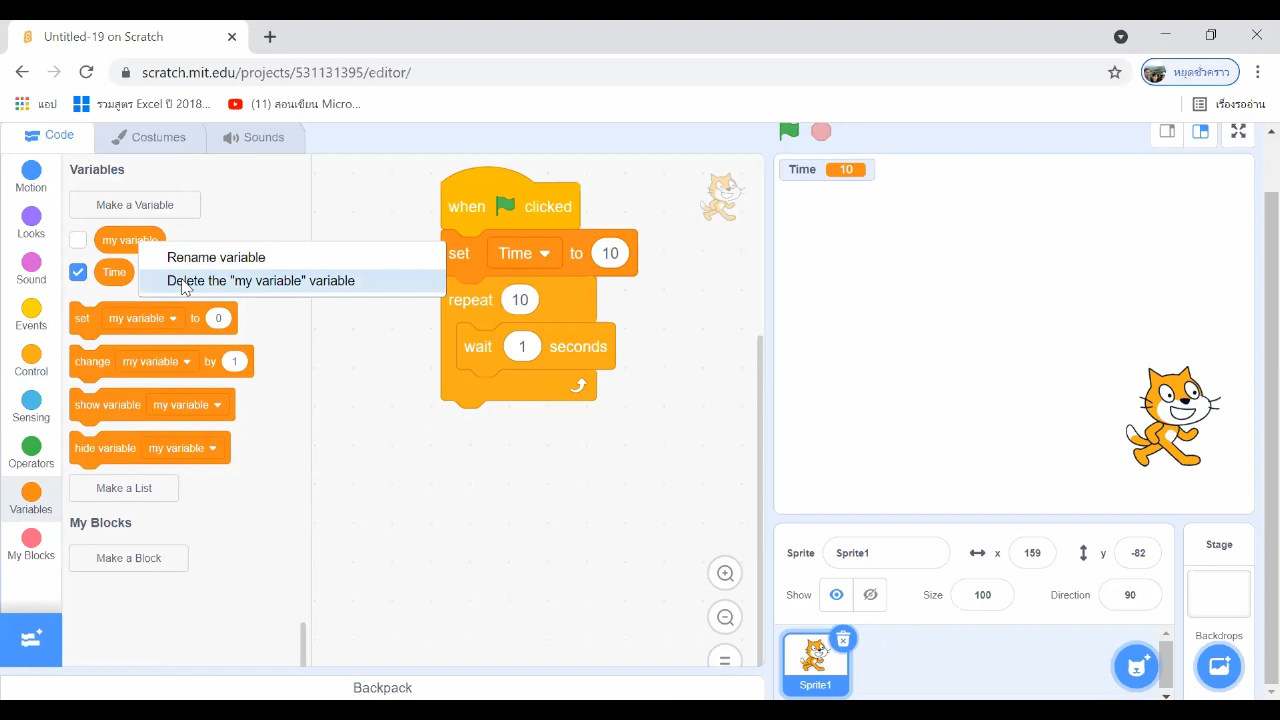 Untitled-19 on Scratch
scratch.mit.edu/projects/531131395/editor/
หยุดชั่วคราว
แอป
รวมสูตร Excel ปี 2018...
(11) สอนเขียน Micro...
เรื่องรออ่าน
Code
Costumes
Sounds
Motion
Looks
Sound
Events
Control
Sensing
Operators
Variables
My Blocks
Variables
Make a Variable
my variable
Rename variable
Time
Delete the "my variable" variable
set my variable to 0
change my variable by 1
show variable my variable
hide variable my variable
Make a List
My Blocks
Make a Block
when clicked
set Time to 10
repeat 10
wait 1 seconds
Backpack
Time 10
Sprite Sprite1 x 159 y -82
Show Size 100 Direction 90
Sprite1
Stage
Backdrops